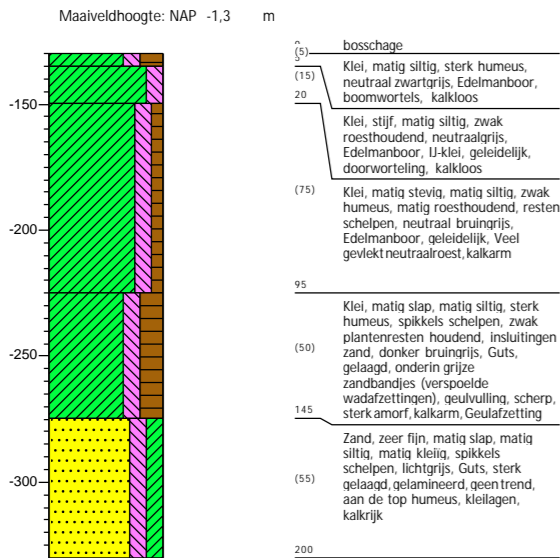 Maaiveldhoogte: NAP -1,3 m
bosschage
(5)
5
Klei, matig siltig, sterk humeus,
(15)
neutraal zwartgrijs, Edelmanboor,
20
boomwortels, kalkloos
-150
Klei, stijf, matig siltig, zwak
roesthoudend, neutraalgrijs,
Edelmanboor, IJ-klei, geleidelijk,
doorworteling, kalkloos
(75)
Klei, matig stevig, matig siltig, zwak
humeus, matig roesthoudend, resten
schelpen, neutraal bruingrijs,
-200
Edelmanboor, geleidelijk, Veel
gevlektneutraalroest, kalkarm
95
Klei, matig slap, matig siltig, sterk
humeus, spikkels schelpen, zwak
plantenresten houdend, insluitingen
(50)
zand, donker bruingrijs, Guts,
-250
gelaagd, onderin grijze
zandbandjes (verspoelde
wadafzettingen), geulvulling, scherp,
145
sterk amorf, kalkarm, Geulafzetting
Zand, zeer fijn, matig slap, matig
siltig, matig kleiïg, spikkels
(55)
schelpen, lichtgrijs, Guts, sterk
-300
gelaagd, gelamineerd, geen trend,
aan de top humeus, kleilagen,
kalkrijk
200